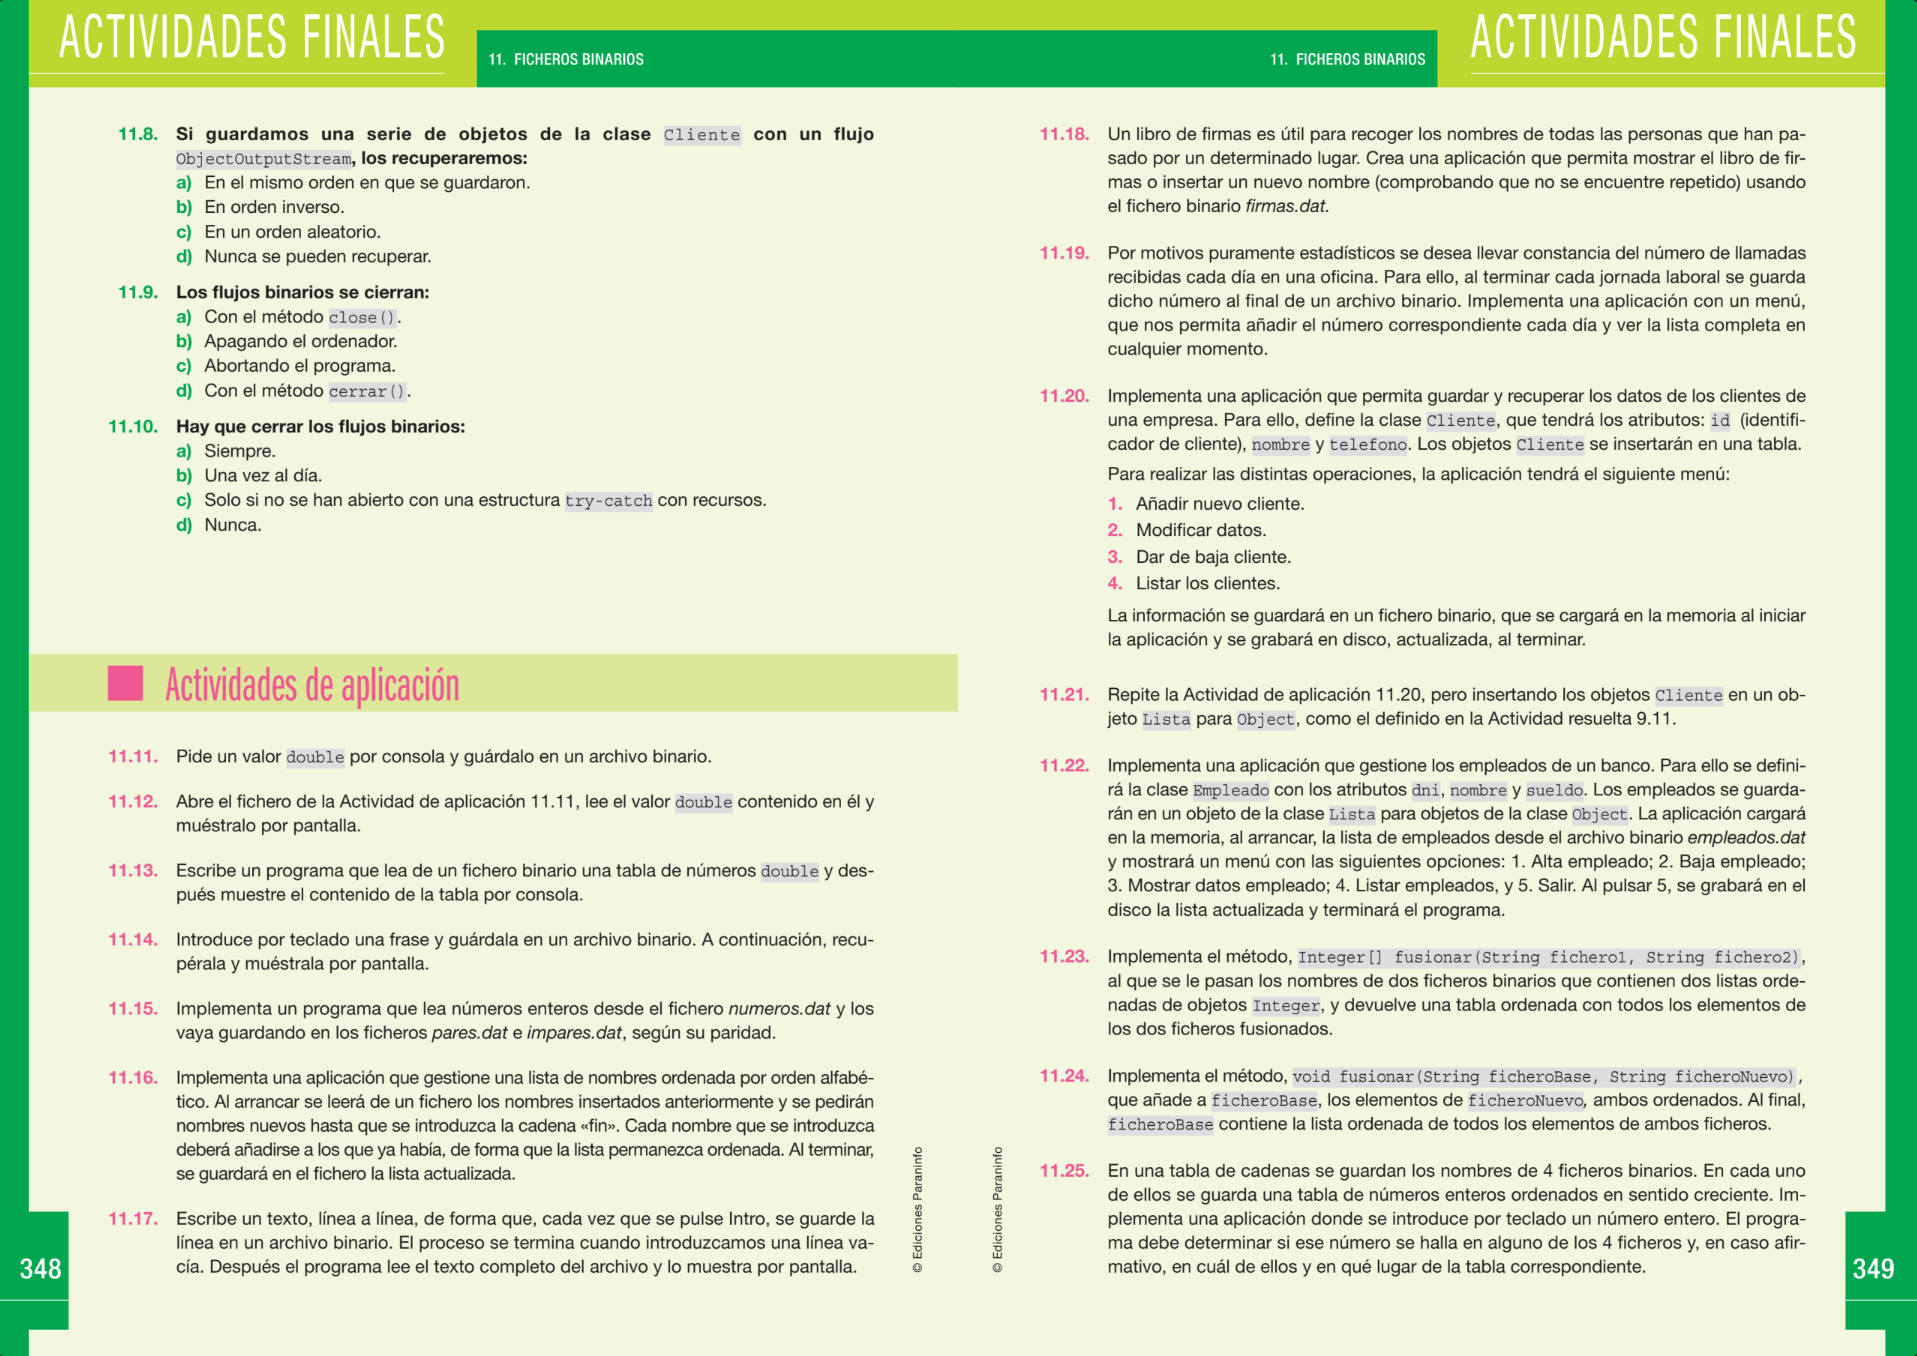 ACTIVIDADES FINALES
11. FICHEROS BINARIOS
11.8. Si guardamos una serie de objetos de la clase Cliente con un flujo
ObjectOutputStream, los recuperaremos:
a) En el mismo orden en que se guardaron.
b) En orden inverso.
c) En un orden aleatorio.
d) Nunca se pueden recuperar.
11.9. Los flujos binarios se cierran:
a) Con el método close().
b) Apagando el ordenador.
c) Abortando el programa.
d) Con el método cerrar().
11.10. Hay que cerrar los flujos binarios:
a) Siempre.
b) Una vez al día.
c) Solo si no se han abierto con una estructura try-catch con recursos.
d) Nunca.
Actividades de aplicación
11.11. Pide un valor double por consola y guárdalo en un archivo binario.
11.12. Abre el fichero de la Actividad de aplicación 11.11, lee el valor double contenido en él y
muéstralo por pantalla.
11.13. Escribe un programa que lea de un fichero binario una tabla de números double y des-
pués muestre el contenido de la tabla por consola.
11.14. Introduce por teclado una frase y guárdala en un archivo binario. A continuación, recu-
pérala y muéstrala por pantalla.
11.15. Implementa un programa que lea números enteros desde el fichero numeros.dat y los
vaya guardando en los ficheros pares.dat e impares.dat, según su paridad.
11.16. Implementa una aplicación que gestione una lista de nombres ordenada por orden alfabé-
tico. Al arrancar se leerá de un fichero los nombres insertados anteriormente y se pedirán
nombres nuevos hasta que se introduzca la cadena «fin». Cada nombre que se introduzca
deberá añadirse a los que ya había, de forma que la lista permanezca ordenada. Al terminar,
se guardará en el fichero la lista actualizada.
11.17. Escribe un texto, línea a línea, de forma que, cada vez que se pulse Intro, se guarde la
línea en un archivo binario. El proceso se termina cuando introduzcamos una línea va-
cía. Después el programa lee el texto completo del archivo y lo muestra por pantalla.
© Ediciones Paraninfo
348
11. FICHEROS BINARIOS
ACTIVIDADES FINALES
11.18. Un libro de firmas es útil para recoger los nombres de todas las personas que han pa-
sado por un determinado lugar. Crea una aplicación que permita mostrar el libro de fir-
mas o insertar un nuevo nombre (comprobando que no se encuentre repetido) usando
el fichero binario firmas.dat.
11.19. Por motivos puramente estadísticos se desea llevar constancia del número de llamadas
recibidas cada día en una oficina. Para ello, al terminar cada jornada laboral se guarda
dicho número al final de un archivo binario. Implementa una aplicación con un menú,
que nos permita añadir el número correspondiente cada día y ver la lista completa en
cualquier momento.
11.20. Implementa una aplicación que permita guardar y recuperar los datos de los clientes de
una empresa. Para ello, define la clase Cliente, que tendrá los atributos: id (identifi-
cador de cliente), nombre y telefono. Los objetos Cliente se insertarán en una tabla.
Para realizar las distintas operaciones, la aplicación tendrá el siguiente menú:
1. Añadir nuevo cliente.
2. Modificar datos.
3. Dar de baja cliente.
4. Listar los clientes.
La información se guardará en un fichero binario, que se cargará en la memoria al iniciar
la aplicación y se grabará en disco, actualizada, al terminar.
11.21. Repite la Actividad de aplicación 11.20, pero insertando los objetos Cliente en un ob-
jeto Lista para Object, como el definido en la Actividad resuelta 9.11.
11.22. Implementa una aplicación que gestione los empleados de un banco. Para ello se defini-
rá la clase Empleado con los atributos dni, nombre y sueldo. Los empleados se guarda-
rán en un objeto de la clase Lista para objetos de la clase Object. La aplicación cargará
en la memoria, al arrancar, la lista de empleados desde el archivo binario empleados.dat
y mostrará un menú con las siguientes opciones: 1. Alta empleado; 2. Baja empleado;
3. Mostrar datos empleado; 4. Listar empleados, y 5. Salir. Al pulsar 5, se grabará en el
disco la lista actualizada y terminará el programa.
11.23. Implementa el método, Integer[] fusionar(String fichero1, String fichero2),
al que se le pasan los nombres de dos ficheros binarios que contienen dos listas orde-
nadas de objetos Integer, y devuelve una tabla ordenada con todos los elementos de
los dos ficheros fusionados.
11.24. Implementa el método, void fusionar(String ficheroBase, String ficheroNuevo),
que añade a ficheroBase, los elementos de ficheroNuevo, ambos ordenados. Al final,
ficheroBase contiene la lista ordenada de todos los elementos de ambos ficheros.
11.25. En una tabla de cadenas se guardan los nombres de 4 ficheros binarios. En cada uno
de ellos se guarda una tabla de números enteros ordenados en sentido creciente. Im-
plementa una aplicación donde se introduce por teclado un número entero. El progra-
ma debe determinar si ese número se halla en alguno de los 4 ficheros y, en caso afir-
mativo, en cuál de ellos y en qué lugar de la tabla correspondiente.
© Ediciones Paraninfo
349